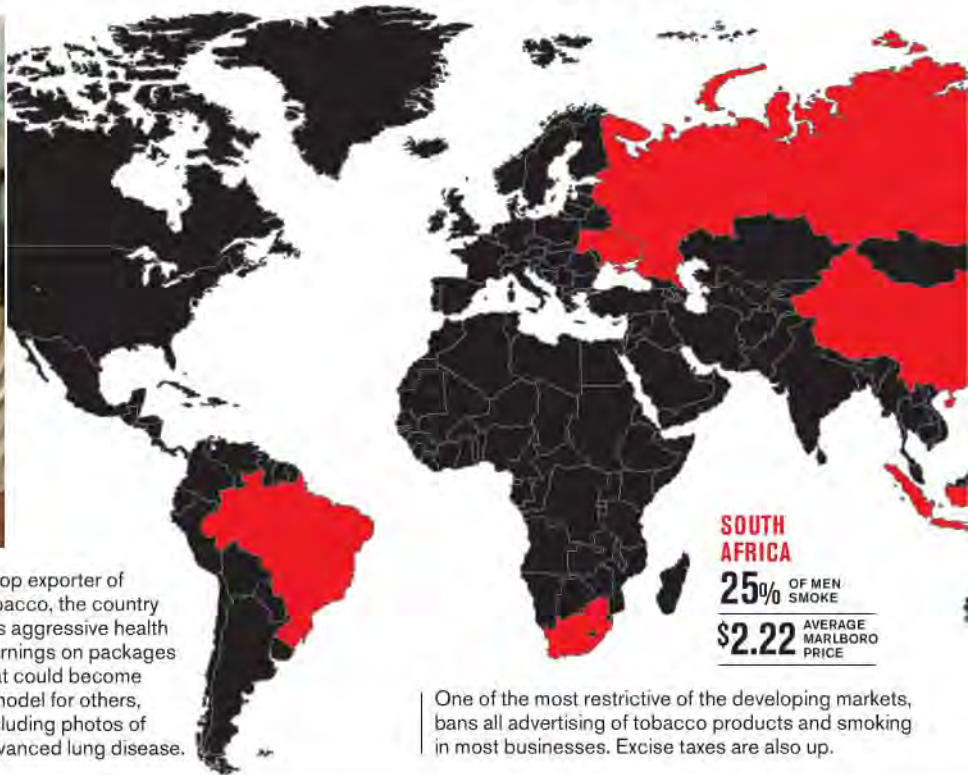 op exporter of
bacco, the country
s aggressive health
rnings on packages
at could become
model for others,
cluding photos of
vanced lung disease.
SOUTH
AFRICA
25% OF MEN
SMOKE
$2.22 AVERAGE
MARLBORO
PRICE
One of the most restrictive of the developing markets,
bans all advertising of tobacco products and smoking
in most businesses. Excise taxes are also up.